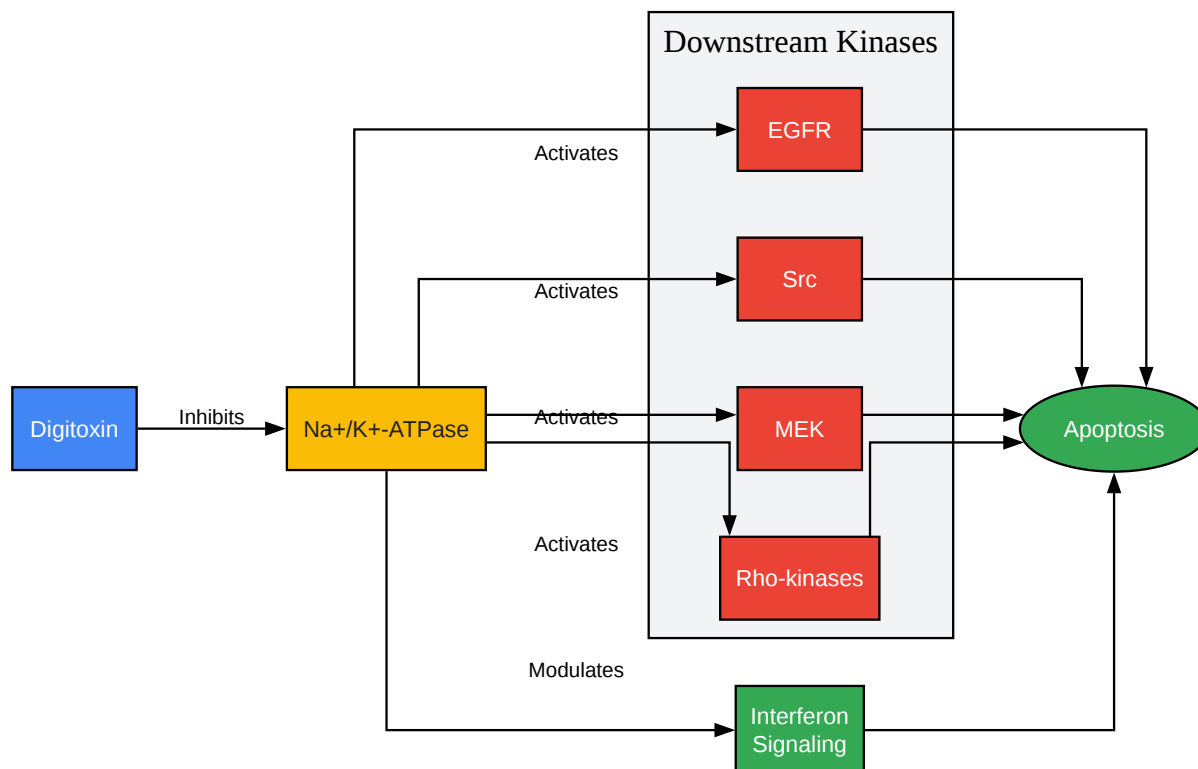 Downstream Kinases
EGFR
Activates
Src
Activates
Digitoxin
Inhibits
Na+/K+-ATPase
Activates
MEK
Apoptosis
Activates
Rho-kinases
Modulates
Interferon
Signaling